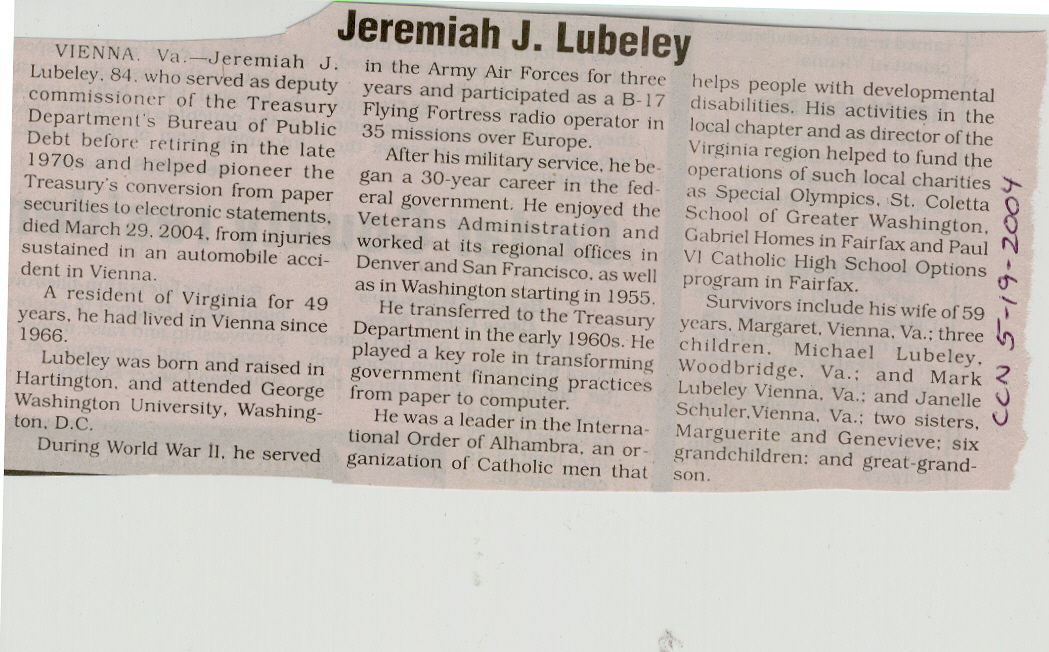 Jeremiah J. Lubeley
VIENNA, Va.—Jeremiah J.
Lubeley, 84, who served as deputy
commissioner of the Treasury
Department's Bureau of Public
Debt before retiring in the late
1970s and helped pioneer the
Treasury's conversion from paper
securities to electronic statements,
died March 29, 2004, from injuries
sustained in an automobile acci-
dent in Vienna.
A resident of Virginia for 49
years, he had lived in Vienna since
1966.
Lubeley was born and raised in
Hartington, and attended George
Washington University, Washing-
ton, D.C.
During World War II, he served
in the Army Air Forces for three
years and participated as a B-17
Flying Fortress radio operator in
35 missions over Europe.
After his military service, he be-
gan a 30-year career in the fed-
eral government. He enjoyed the
Veterans Administration and
worked at its regional offices in
Denver and San Francisco, as well
as in Washington starting in 1955.
He transferred to the Treasury
Department in the early 1960s. He
played a key role in transforming
government financing practices
from paper to computer.
He was a leader in the Interna-
tional Order of Alhambra, an or-
ganization of Catholic men that
helps people with developmental
disabilities. His activities in the
local chapter and as director of the
Virginia region helped to fund the
operations of such local charities
as Special Olympics, St. Coletta
School of Greater Washington,
Gabriel Homes in Fairfax and Paul
VI Catholic High School Options
program in Fairfax.
Survivors include his wife of 59
years, Margaret, Vienna, Va.; three
children, Michael Lubeley,
Woodbridge, Va.; and Mark
Lubeley Vienna, Va.; and Janelle
Schuler,Vienna, Va.; two sisters,
Marguerite and Genevieve; six
grandchildren; and great-grand-
son.
CCN 5-19-2004